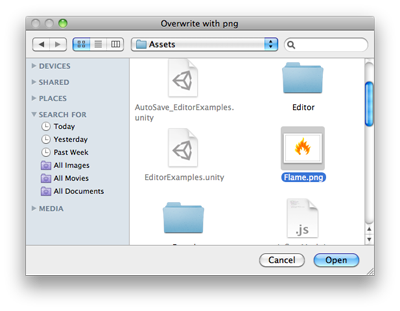 Overwrite with png
Assets
DEVICES
SHARED
PLACES
SEARCH FOR
Today
Yesterday
Past Week
All Images
All Movies
All Documents
MEDIA
AutoSave_EditorExamples.
unity
Editor
EditorExamples.unity
Flame.png
.js
Cancel
Open